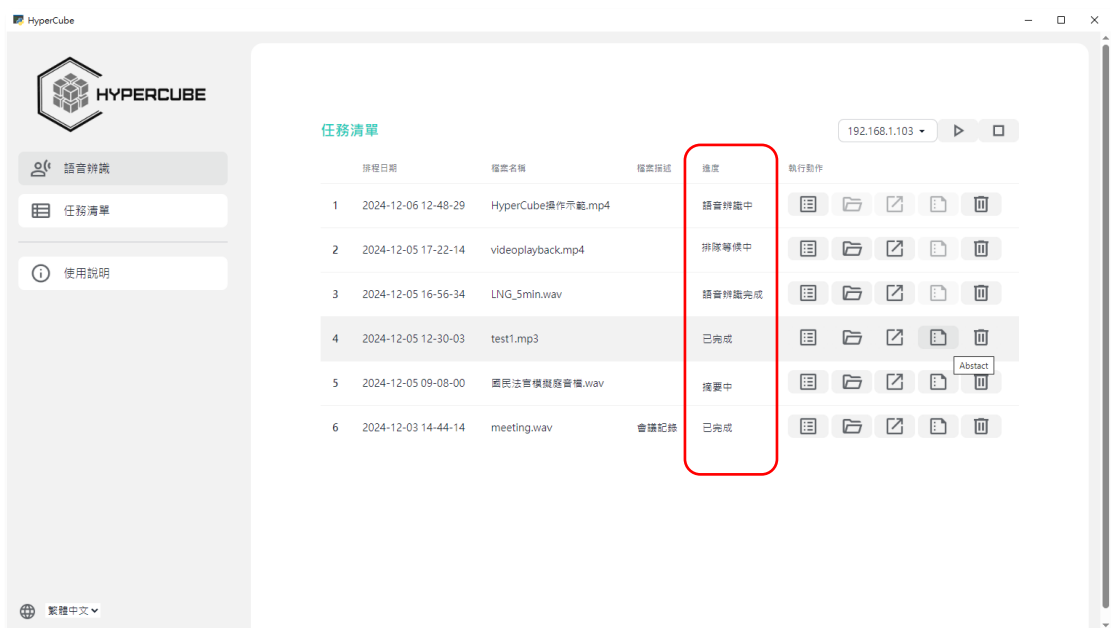 HyperCube
HYPERCUBE
語音辨識
任務清單
使用說明
繁體中文
任務清單
192.168.1.103
排程日期 檔案名稱 檔案描述 進度 執行動作
1 2024-12-06 12-48-29 HyperCube操作示範.mp4 語音辨識中
2 2024-12-05 17-22-14 videoplayback.mp4 排隊等候中
3 2024-12-05 16-56-34 LNG_5min.wav 語音辨識完成
4 2024-12-05 12-30-03 test1.mp3 已完成
Abstact
5 2024-12-05 09-08-00 國民法官模擬庭音檔.wav 摘要中
6 2024-12-03 14-44-14 meeting.wav 會議記錄 已完成